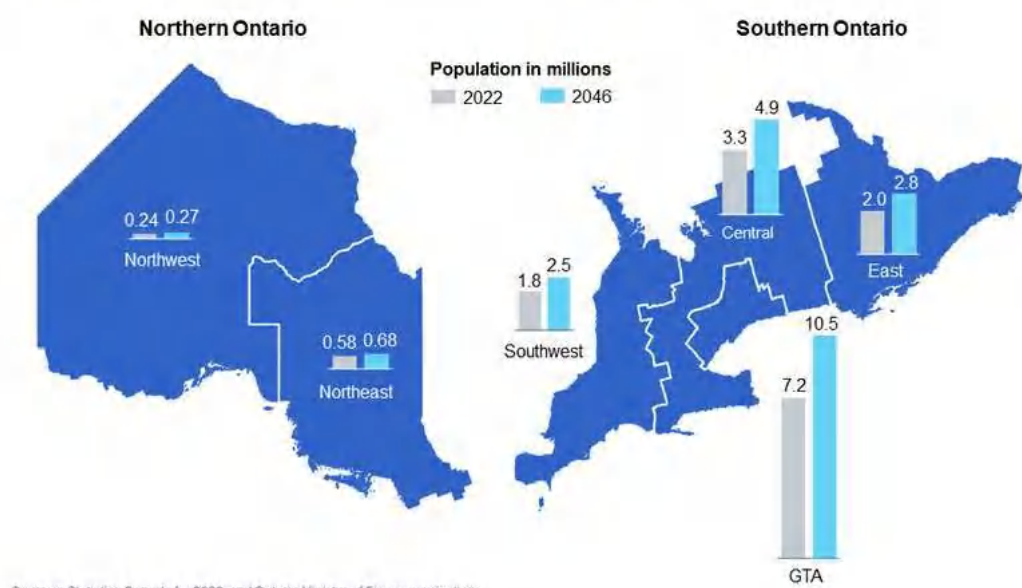 Northern Ontario
Southern Ontario
Population in millions
2022
2046
0.24 0.27
Northwest
0.58 0.68
Northeast
3.3 4.9
Central
2.0 2.8
East
1.8 2.5
Southwest
7.2 10.5
GTA